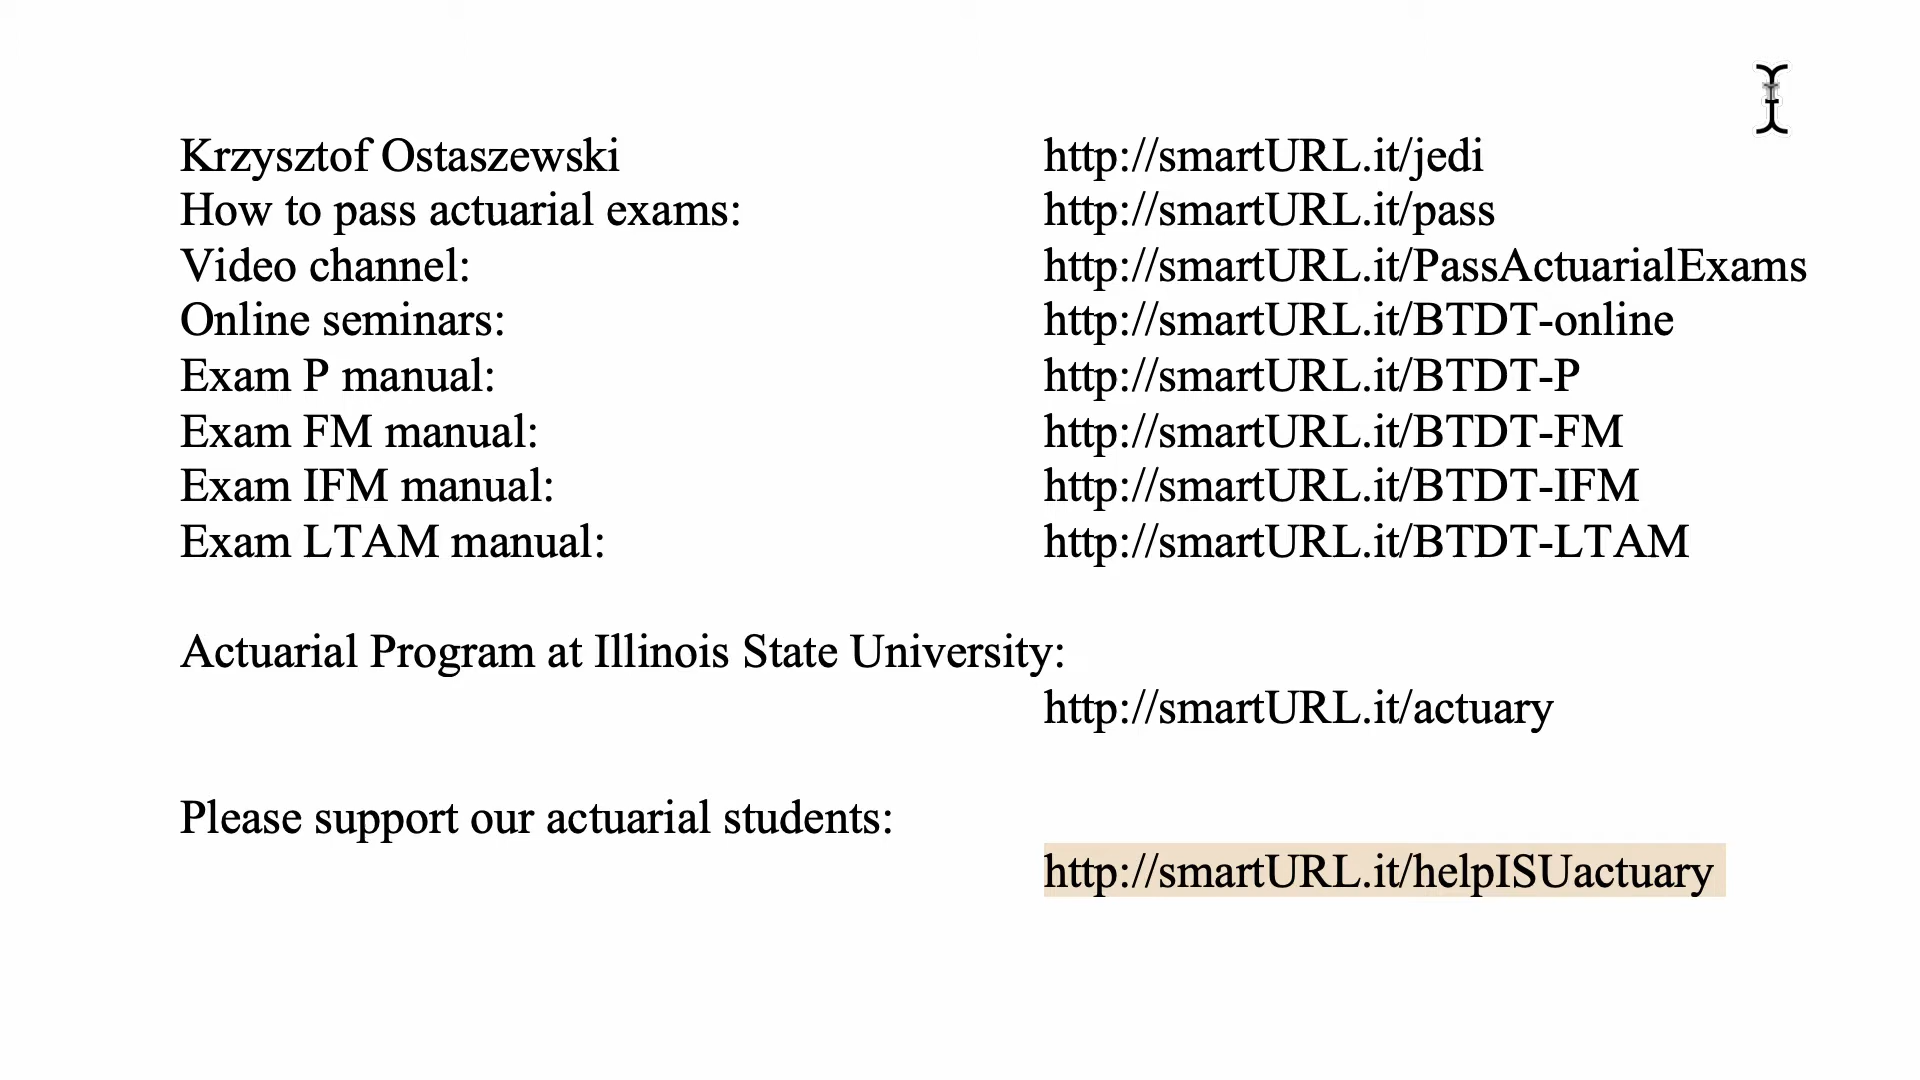 Krzysztof Ostaszewski http://smartURL.it/jedi
How to pass actuarial exams: http://smartURL.it/pass
Video channel: http://smartURL.it/PassActuarialExams
Online seminars: http://smartURL.it/BTDT-online
Exam P manual: http://smartURL.it/BTDT-P
Exam FM manual: http://smartURL.it/BTDT-FM
Exam IFM manual: http://smartURL.it/BTDT-IFM
Exam LTAM manual: http://smartURL.it/BTDT-LTAM
Actuarial Program at Illinois State University:
http://smartURL.it/actuary
Please support our actuarial students:
http://smartURL.it/helpISUactuary